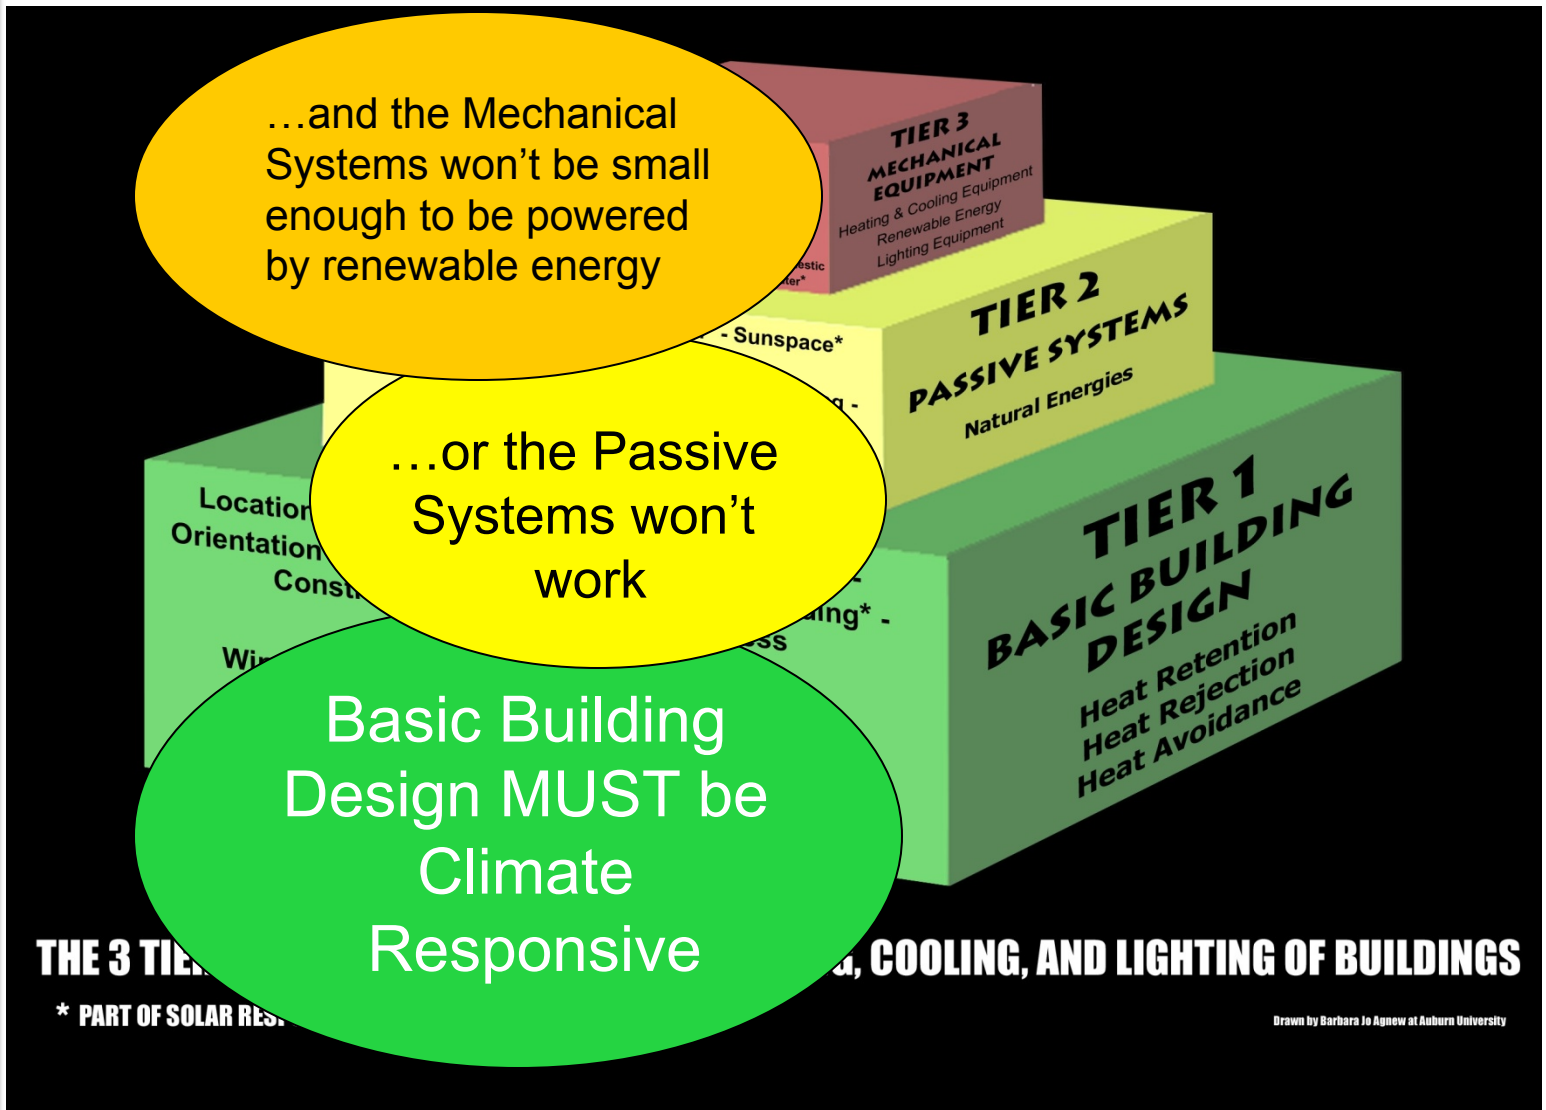 …and the Mechanical
Systems won’t be small
enough to be powered
by renewable energy
TIER 3
MECHANICAL
EQUIPMENT
Heating & Cooling Equipment
Renewable Energy
Lighting Equipment
TIER 2
PASSIVE SYSTEMS
Natural Energies
- Sunspace*
…or the Passive
Systems won’t
work
Location
Orientation
TIER 1
BASIC BUILDING
DESIGN
Heat Retention
Heat Rejection
Heat Avoidance
Basic Building
Design MUST be
Climate
Responsive
THE 3 , COOLING, AND LIGHTING OF BUILDINGS
* PART OF SOLAR
Drawn by Barbara Jo Agnew at Auburn University